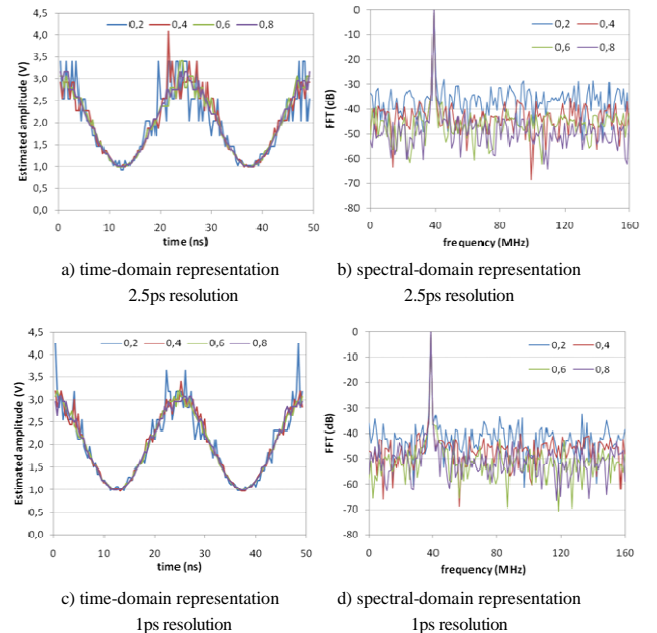 4,5
4,0
3,5
3,0
2,5
2,0
1,5
1,0
0,5
0,0
Estimated amplitude (V)
0,2 0,4 0,6 0,8
0 10 20 30 40 50
time (ns)
0
-10
-20
-30
-40
-50
-60
-70
-80
FFT (dB)
0,2 0,4
0,6 0,8
0 40 80 120 160
frequency (MHz)
a) time-domain representation
2.5ps resolution
b) spectral-domain representation
2.5ps resolution
4,5
4,0
3,5
3,0
2,5
2,0
1,5
1,0
0,5
0,0
Estimated amplitude (V)
0,2 0,4 0,6 0,8
0 10 20 30 40 50
time (ns)
0
-10
-20
-30
-40
-50
-60
-70
-80
FFT (dB)
0,2 0,4
0,6 0,8
0 40 80 120 160
frequency (MHz)
c) time-domain representation
1ps resolution
d) spectral-domain representation
1ps resolution